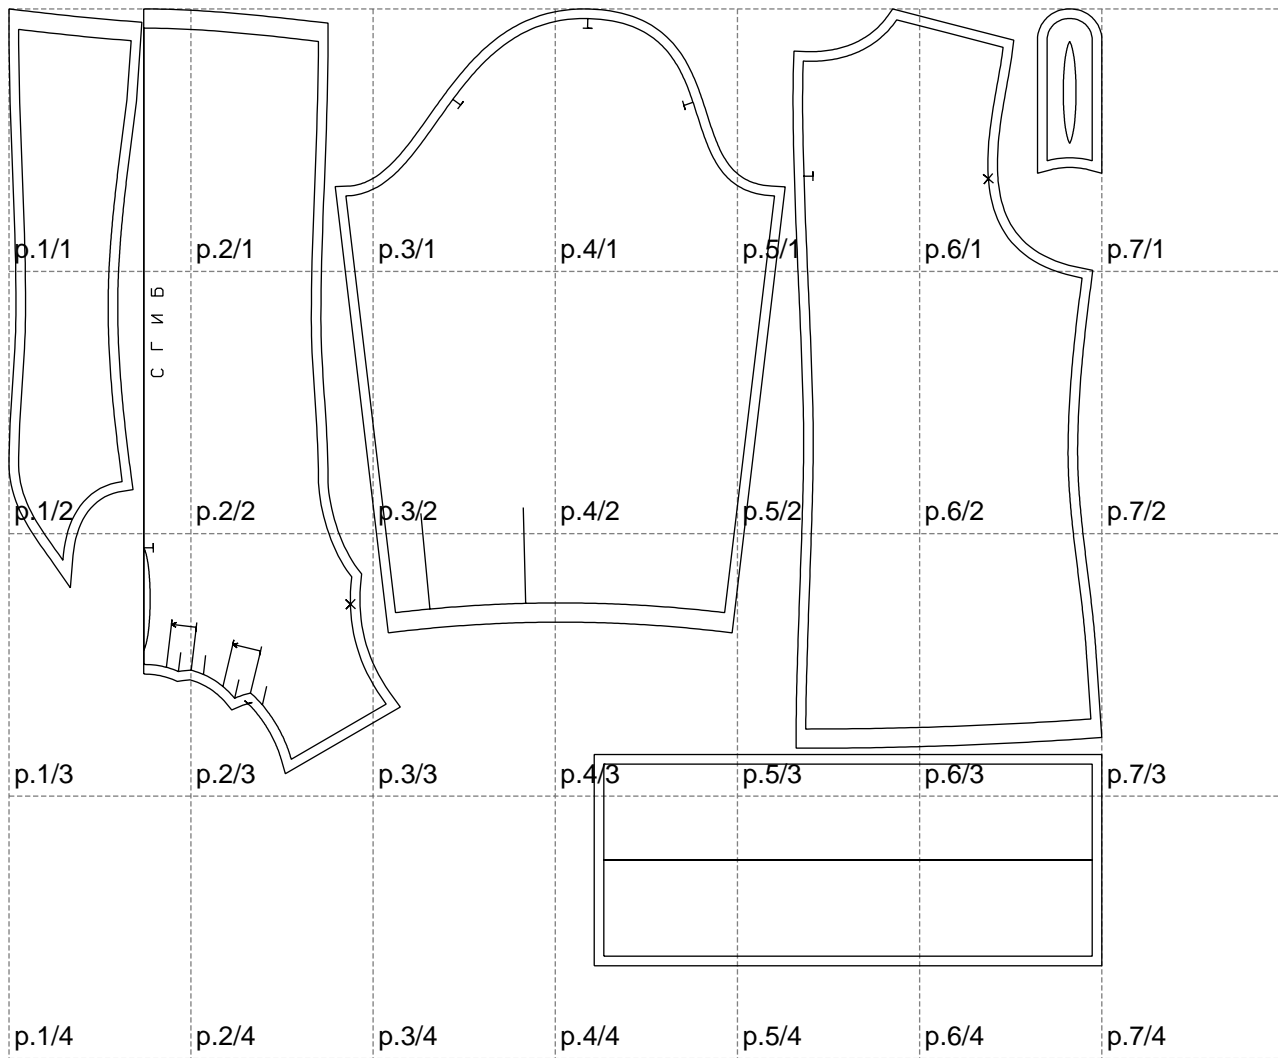 p.1/1 p.2/1 p.3/1 p.4/1 p.5/1 p.6/1 p.7/1
СГИБ
p.1/2 p.2/2 p.3/2 p.4/2 p.5/2 p.6/2 p.7/2
p.1/3 p.2/3 p.3/3 p.4/3 p.5/3 p.6/3 p.7/3
p.1/4 p.2/4 p.3/4 p.4/4 p.5/4 p.6/4 p.7/4